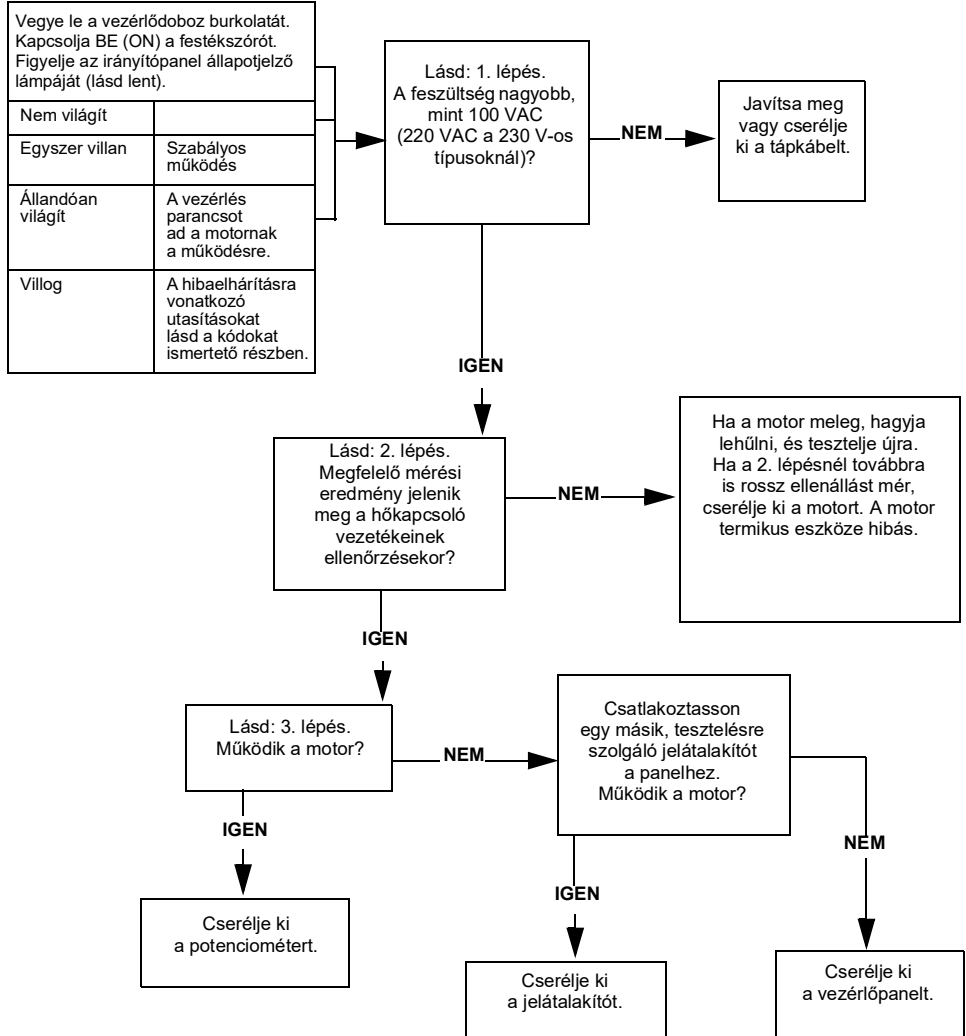 Vegye le a vezérlődoboz burkolatát.
Kapcsolja BE (ON) a festékszórót.
Figyelje az irányítópanel állapotjelző
lámpáját (lásd lent).
Nem világít
Egyszer villan
Szabályos
működés
Állandóan
világít
A vezérlés
parancsot
ad a motornak
a működésre.
Villog
A hibaelhárításra
vonatkozó
utasításokat
lásd a kódokat
ismertető részben.
Lásd: 1. lépés.
A feszültség nagyobb,
mint 100 VAC
(220 VAC a 230 V-os
típusoknál)?
NEM
Javítsa meg
vagy cserélje
ki a tápkábelt.
IGEN
Lásd: 2. lépés.
Megfelelő mérési
eredmény jelenik
meg a hőkapcsoló
vezetékeinek
ellenőrzésekor?
NEM
Ha a motor meleg, hagyja
lehűlni, és tesztelje újra.
Ha a 2. lépésnél továbbra
is rossz ellenállást mér,
cserélje ki a motort. A motor
termikus eszköze hibás.
IGEN
Lásd: 3. lépés.
Működik a motor?
NEM
Csatlakoztasson
egy másik, tesztelésre
szolgáló jelátalakítót
a panelhez.
Működik a motor?
IGEN
NEM
IGEN
Cserélje ki
a potenciométert.
Cserélje ki
a jelátalakítót.
Cserélje ki
a vezérlőpanelt.